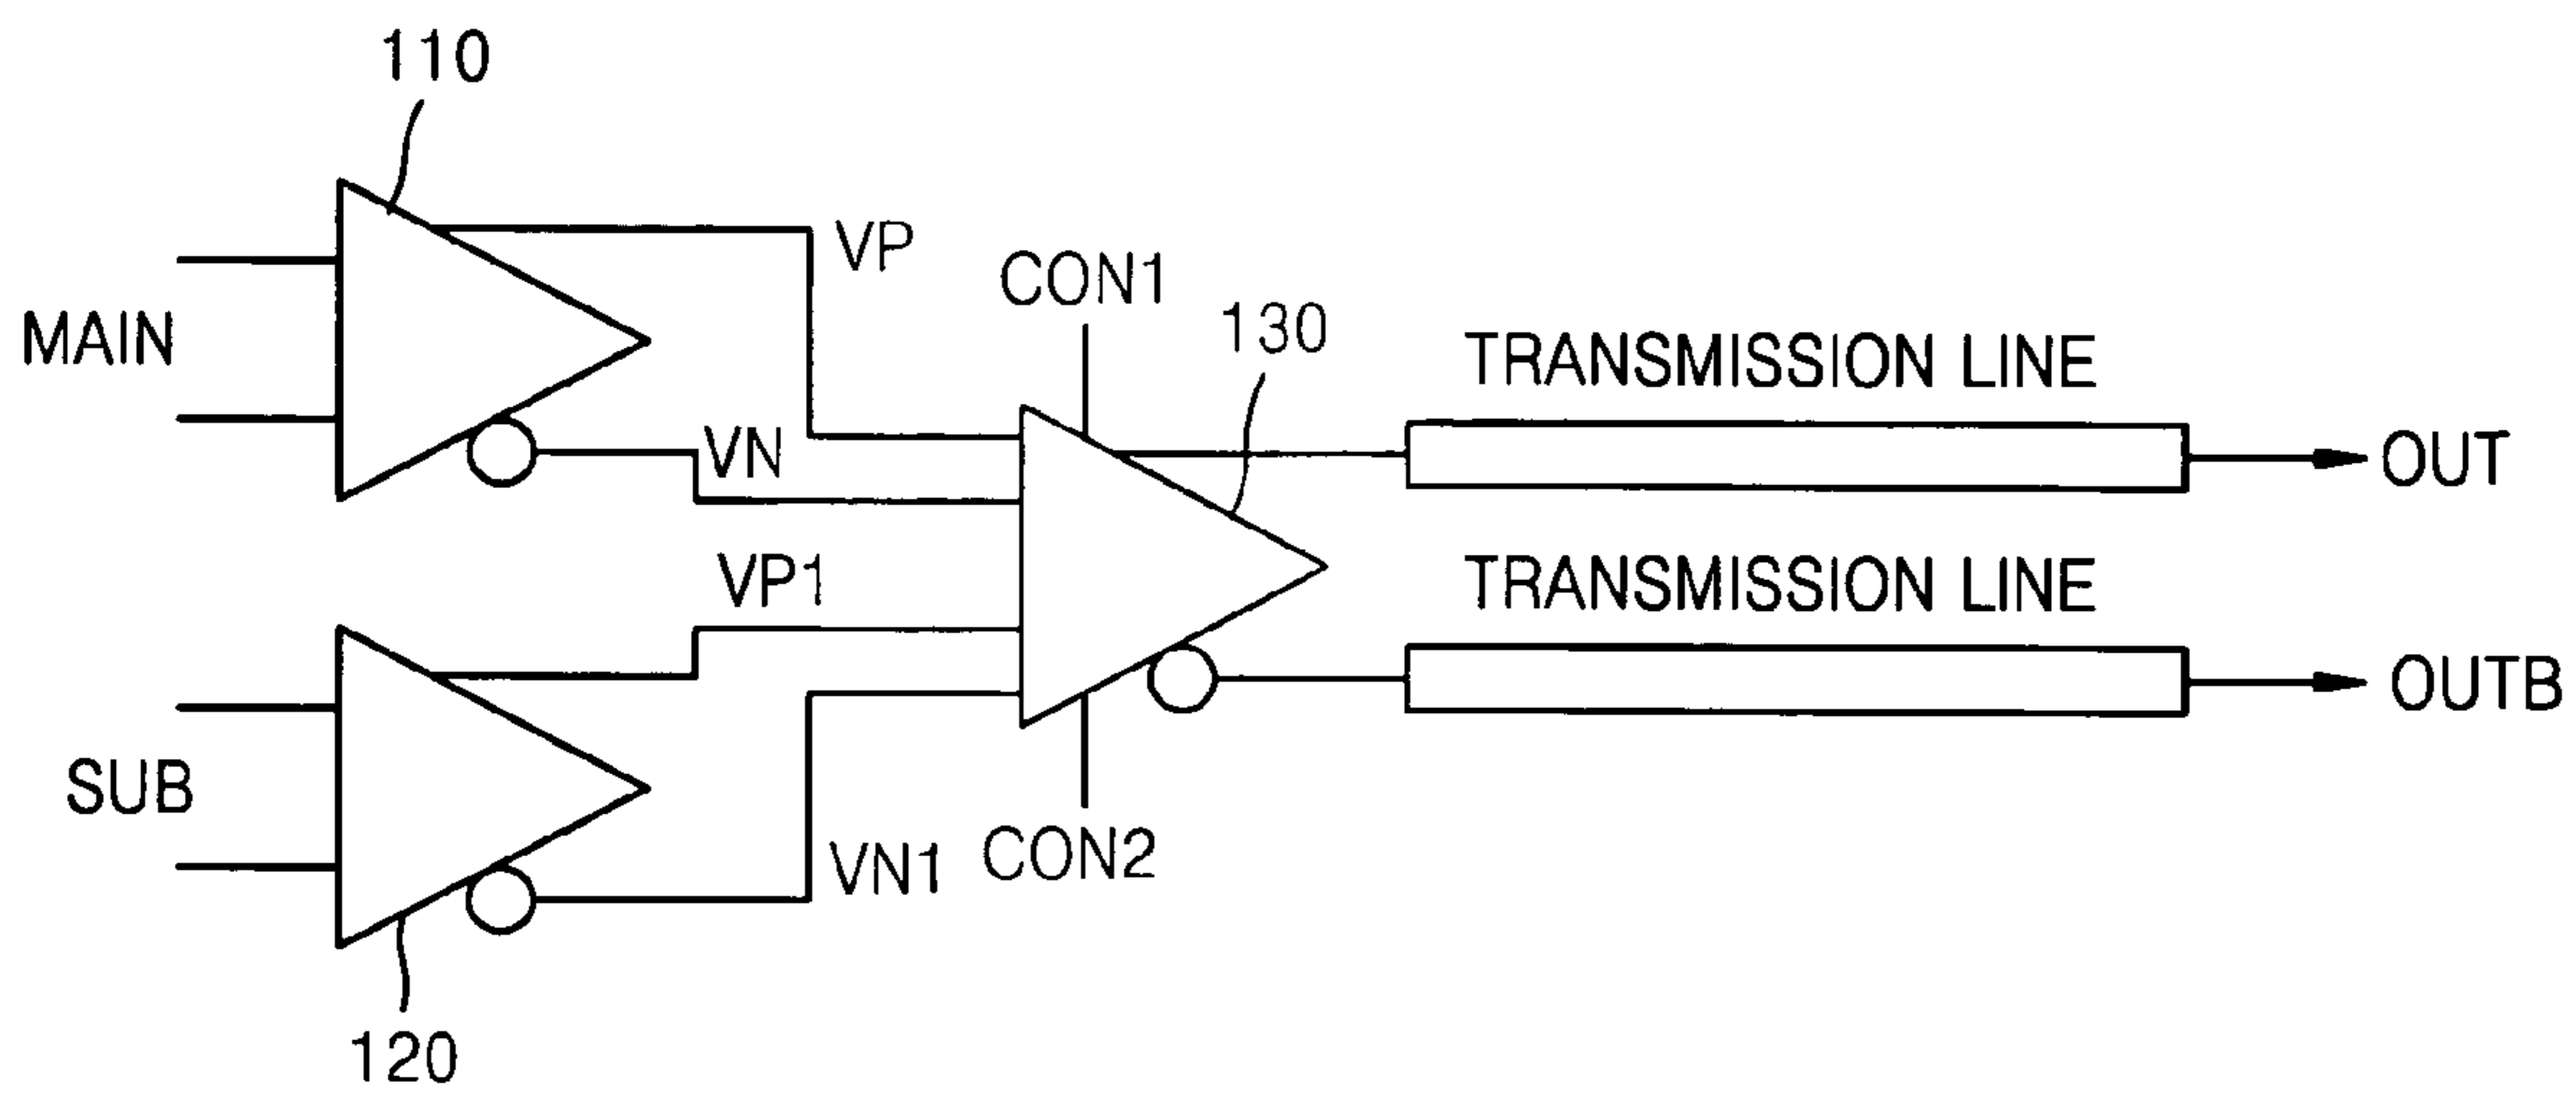 110
VP
CON1
130
MAIN
TRANSMISSION LINE
VN
OUT
VP1
TRANSMISSION LINE
OUTB
SUB
VN1
CON2
120